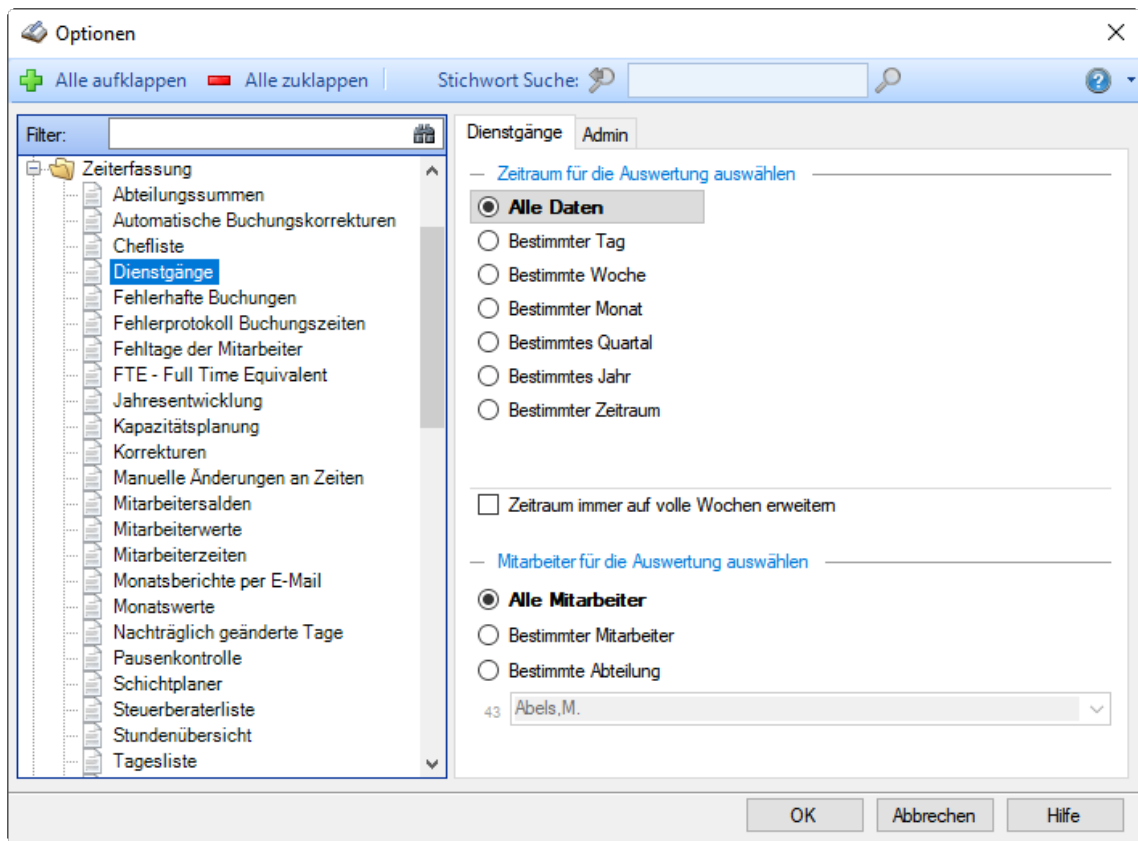 Optionen
Alle aufklappen Alle zuklappen Stichwort Suche:
Filter:
Zeiterfassung
Abteilungssummen
Automatische Buchungskorrekturen
Chefliste
Dienstgänge
Fehlerhafte Buchungen
Fehlerprotokoll Buchungszeiten
Fehltage der Mitarbeiter
FTE - Full Time Equivalent
Jahresentwicklung
Kapazitätsplanung
Korrekturen
Manuelle Änderungen an Zeiten
Mitarbeitersalden
Mitarbeiterwerte
Mitarbeiterzeiten
Monatsberichte per E-Mail
Monatswerte
Nachträglich geänderte Tage
Pausenkontrolle
Schichtplaner
Steuerberaterliste
Stundenübersicht
Tagesliste
Dienstgänge Admin
Zeitraum für die Auswertung auswählen
Alle Daten
Bestimmter Tag
Bestimmte Woche
Bestimmter Monat
Bestimmtes Quartal
Bestimmtes Jahr
Bestimmter Zeitraum
Zeitraum immer auf volle Wochen erweitern
Mitarbeiter für die Auswertung auswählen
Alle Mitarbeiter
Bestimmter Mitarbeiter
Bestimmte Abteilung
43 Abels,M.
OK Abbrechen Hilfe